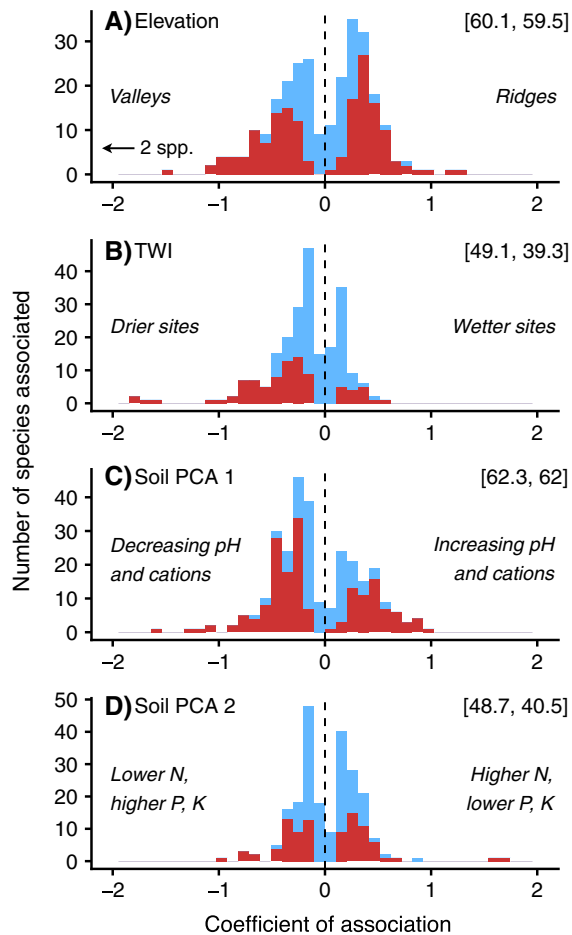 Number of species associated
A) Elevation [60.1, 59.5]
30
20
10
0
Valleys Ridges
2 spp.
−2 −1 0 1 2
B) TWI [49.1, 39.3]
40
30
20
10
0
Drier sites Wetter sites
−2 −1 0 1 2
C) Soil PCA 1 [62.3, 62]
40
30
20
10
0
Decreasing pH Increasing pH
and cations and cations
−2 −1 0 1 2
D) Soil PCA 2 [48.7, 40.5]
50
40
30
20
10
0
Lower N, Higher N,
higher P, K lower P, K
−2 −1 0 1 2
Coefficient of association